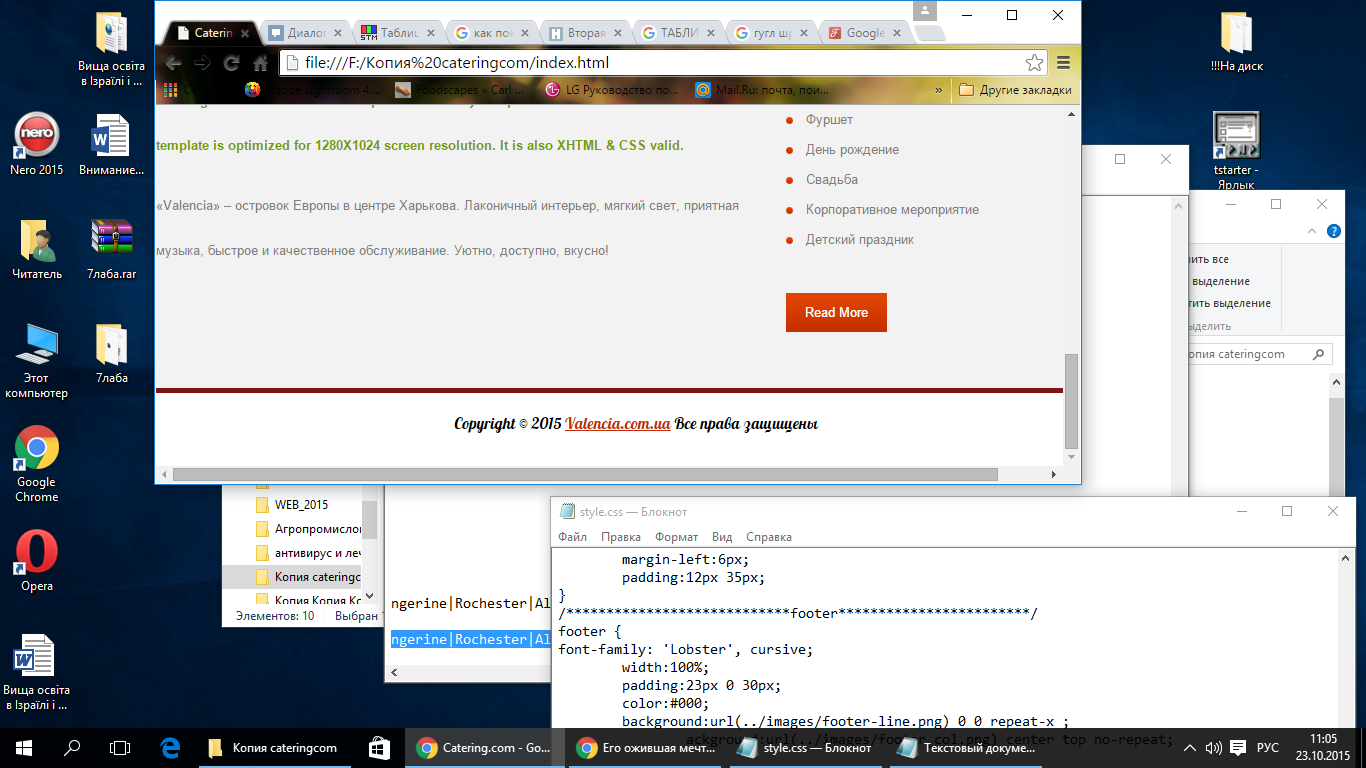 Вища освіта
в Ізраїлі і ...
Nero 2015
Внимание...
Читатель
7лаба.rar
Этот
компьютер
7лаба
Google
Chrome
Opera
Вища освіта
в Ізраїлі і ...
!!!На диск
tstarter -
Ярлык
Caterin
Диалог
Таблиц
как пон
Вторая
ТАБЛИ
гугл шр
Google
file:///F:/Копия%20cateringcom/index.html
Adobe Lightroom 4....
Foodscapes » Carl ...
LG Руководство по...
Mail.Ru: почта, пои...
»
Другие закладки
template is optimized for 1280X1024 screen resolution. It is also XHTML & CSS valid.
«Valencia» – островок Европы в центре Харькова. Лаконичный интерьер, мягкий свет, приятная
музыка, быстрое и качественное обслуживание. Уютно, доступно, вкусно!
Фуршет
День рождение
Свадьба
Корпоративное мероприятие
Детский праздник
Read More
Copyright © 2015 Valencia.com.ua Все права защищены
ить все
выделение
тить выделение
ыделить
опия cateringcom
WEB_2015
Агропромислов
антивирус и леч
Копия cateringc
Копия Копия Ко
Элементов: 10 Выбран
ngerine|Rochester|Al
ngerine|Rochester|Al
style.css — Блокнот
Файл Правка Формат Вид Справка
margin-left:6px;
padding:12px 35px;
}
/****************************footer************************/
footer {
font-family: 'Lobster', cursive;
width:100%;
padding:23px 0 30px;
color:#000;
background:url(../images/footer-line.png) 0 0 repeat-x ;
ackground:url(../images/footer_col.png) center top no-repeat;
Копия cateringcom
Catering.com - Go...
Его ожившая мечт...
style.css — Блокнот
Текстовый докуме...
РУС
11:05
23.10.2015